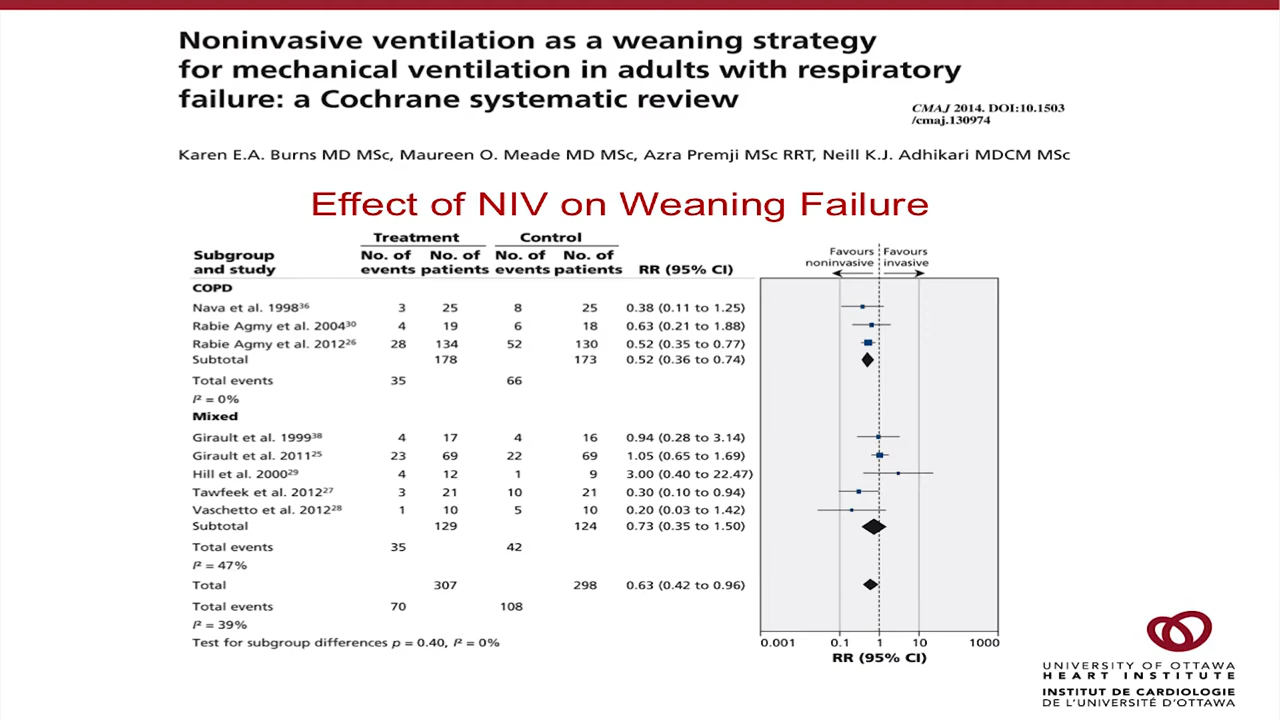 Noninvasive ventilation as a weaning strategy
for mechanical ventilation in adults with respiratory
failure: a Cochrane systematic review
CMAJ 2014. DOI:10.1503
/cmaj.130974
Karen E.A. Burns MD MSc, Maureen O. Meade MD MSc, Azra Premji MSc RRT, Neill K.J. Adhikari MDCM MSc
Effect of NIV on Weaning Failure
Treatment Control
Subgroup and study No. of events No. of patients No. of events No. of patients RR (95% CI)
Favours noninvasive Favours invasive
COPD
Nava et al. 1998³⁶ 3 25 8 25 0.38 (0.11 to 1.25)
Rabie Agmy et al. 2004³⁰ 4 19 6 18 0.63 (0.21 to 1.88)
Rabie Agmy et al. 2012²⁶ 28 134 52 130 0.52 (0.35 to 0.77)
Subtotal 178 173 0.52 (0.36 to 0.74)
Total events 35 66
I² = 0%
Mixed
Girault et al. 1999³⁸ 4 17 4 16 0.94 (0.28 to 3.14)
Girault et al. 2011²⁵ 23 69 22 69 1.05 (0.65 to 1.69)
Hill et al. 2000²⁹ 4 12 1 9 3.00 (0.40 to 22.47)
Tawfeek et al. 2012²⁷ 3 21 10 21 0.30 (0.10 to 0.94)
Vaschetto et al. 2012²⁸ 1 10 5 10 0.20 (0.03 to 1.42)
Subtotal 129 124 0.73 (0.35 to 1.50)
Total events 35 42
I² = 47%
Total 307 298 0.63 (0.42 to 0.96)
Total events 70 108
I² = 39%
Test for subgroup differences p = 0.40, I² = 0%
0.001 0.1 1 10 1000
RR (95% CI)
UNIVERSITY OF OTTAWA
HEART INSTITUTE
INSTITUT DE CARDIOLOGIE
DE L'UNIVERSITÉ D'OTTAWA